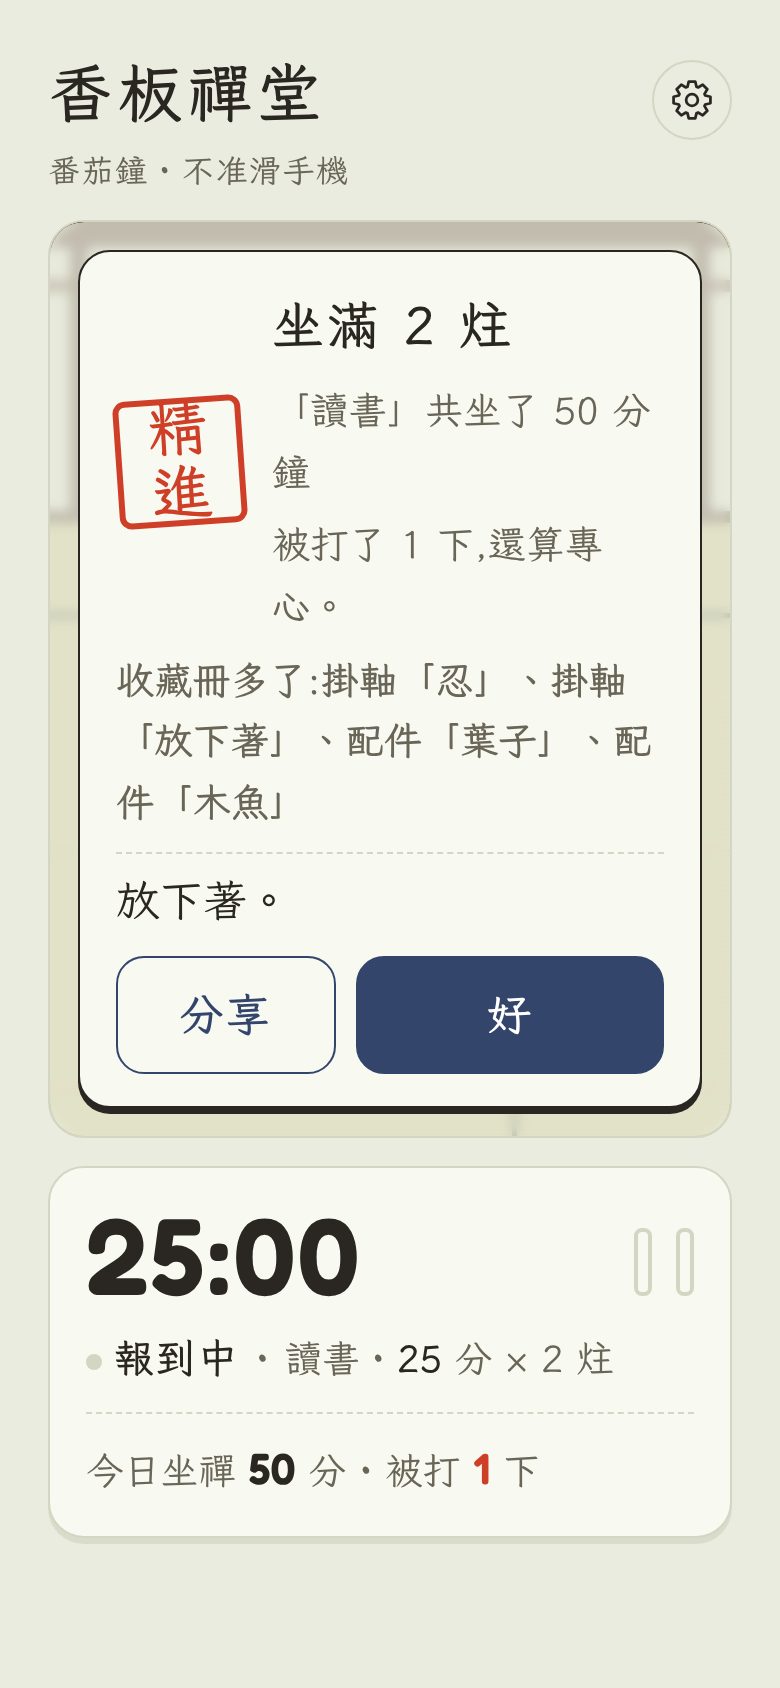 香板禪堂
番茄鐘・不准滑手機
坐滿 2 炷
精
進
「讀書」共坐了 50 分
鐘
被打了 1 下,還算專
心。
收藏冊多了:掛軸「忍」、掛軸
「放下著」、配件「葉子」、配
件「木魚」
放下著。
分享
好
25:00
報到中・讀書・25 分 × 2 炷
今日坐禪 50 分・被打 1 下